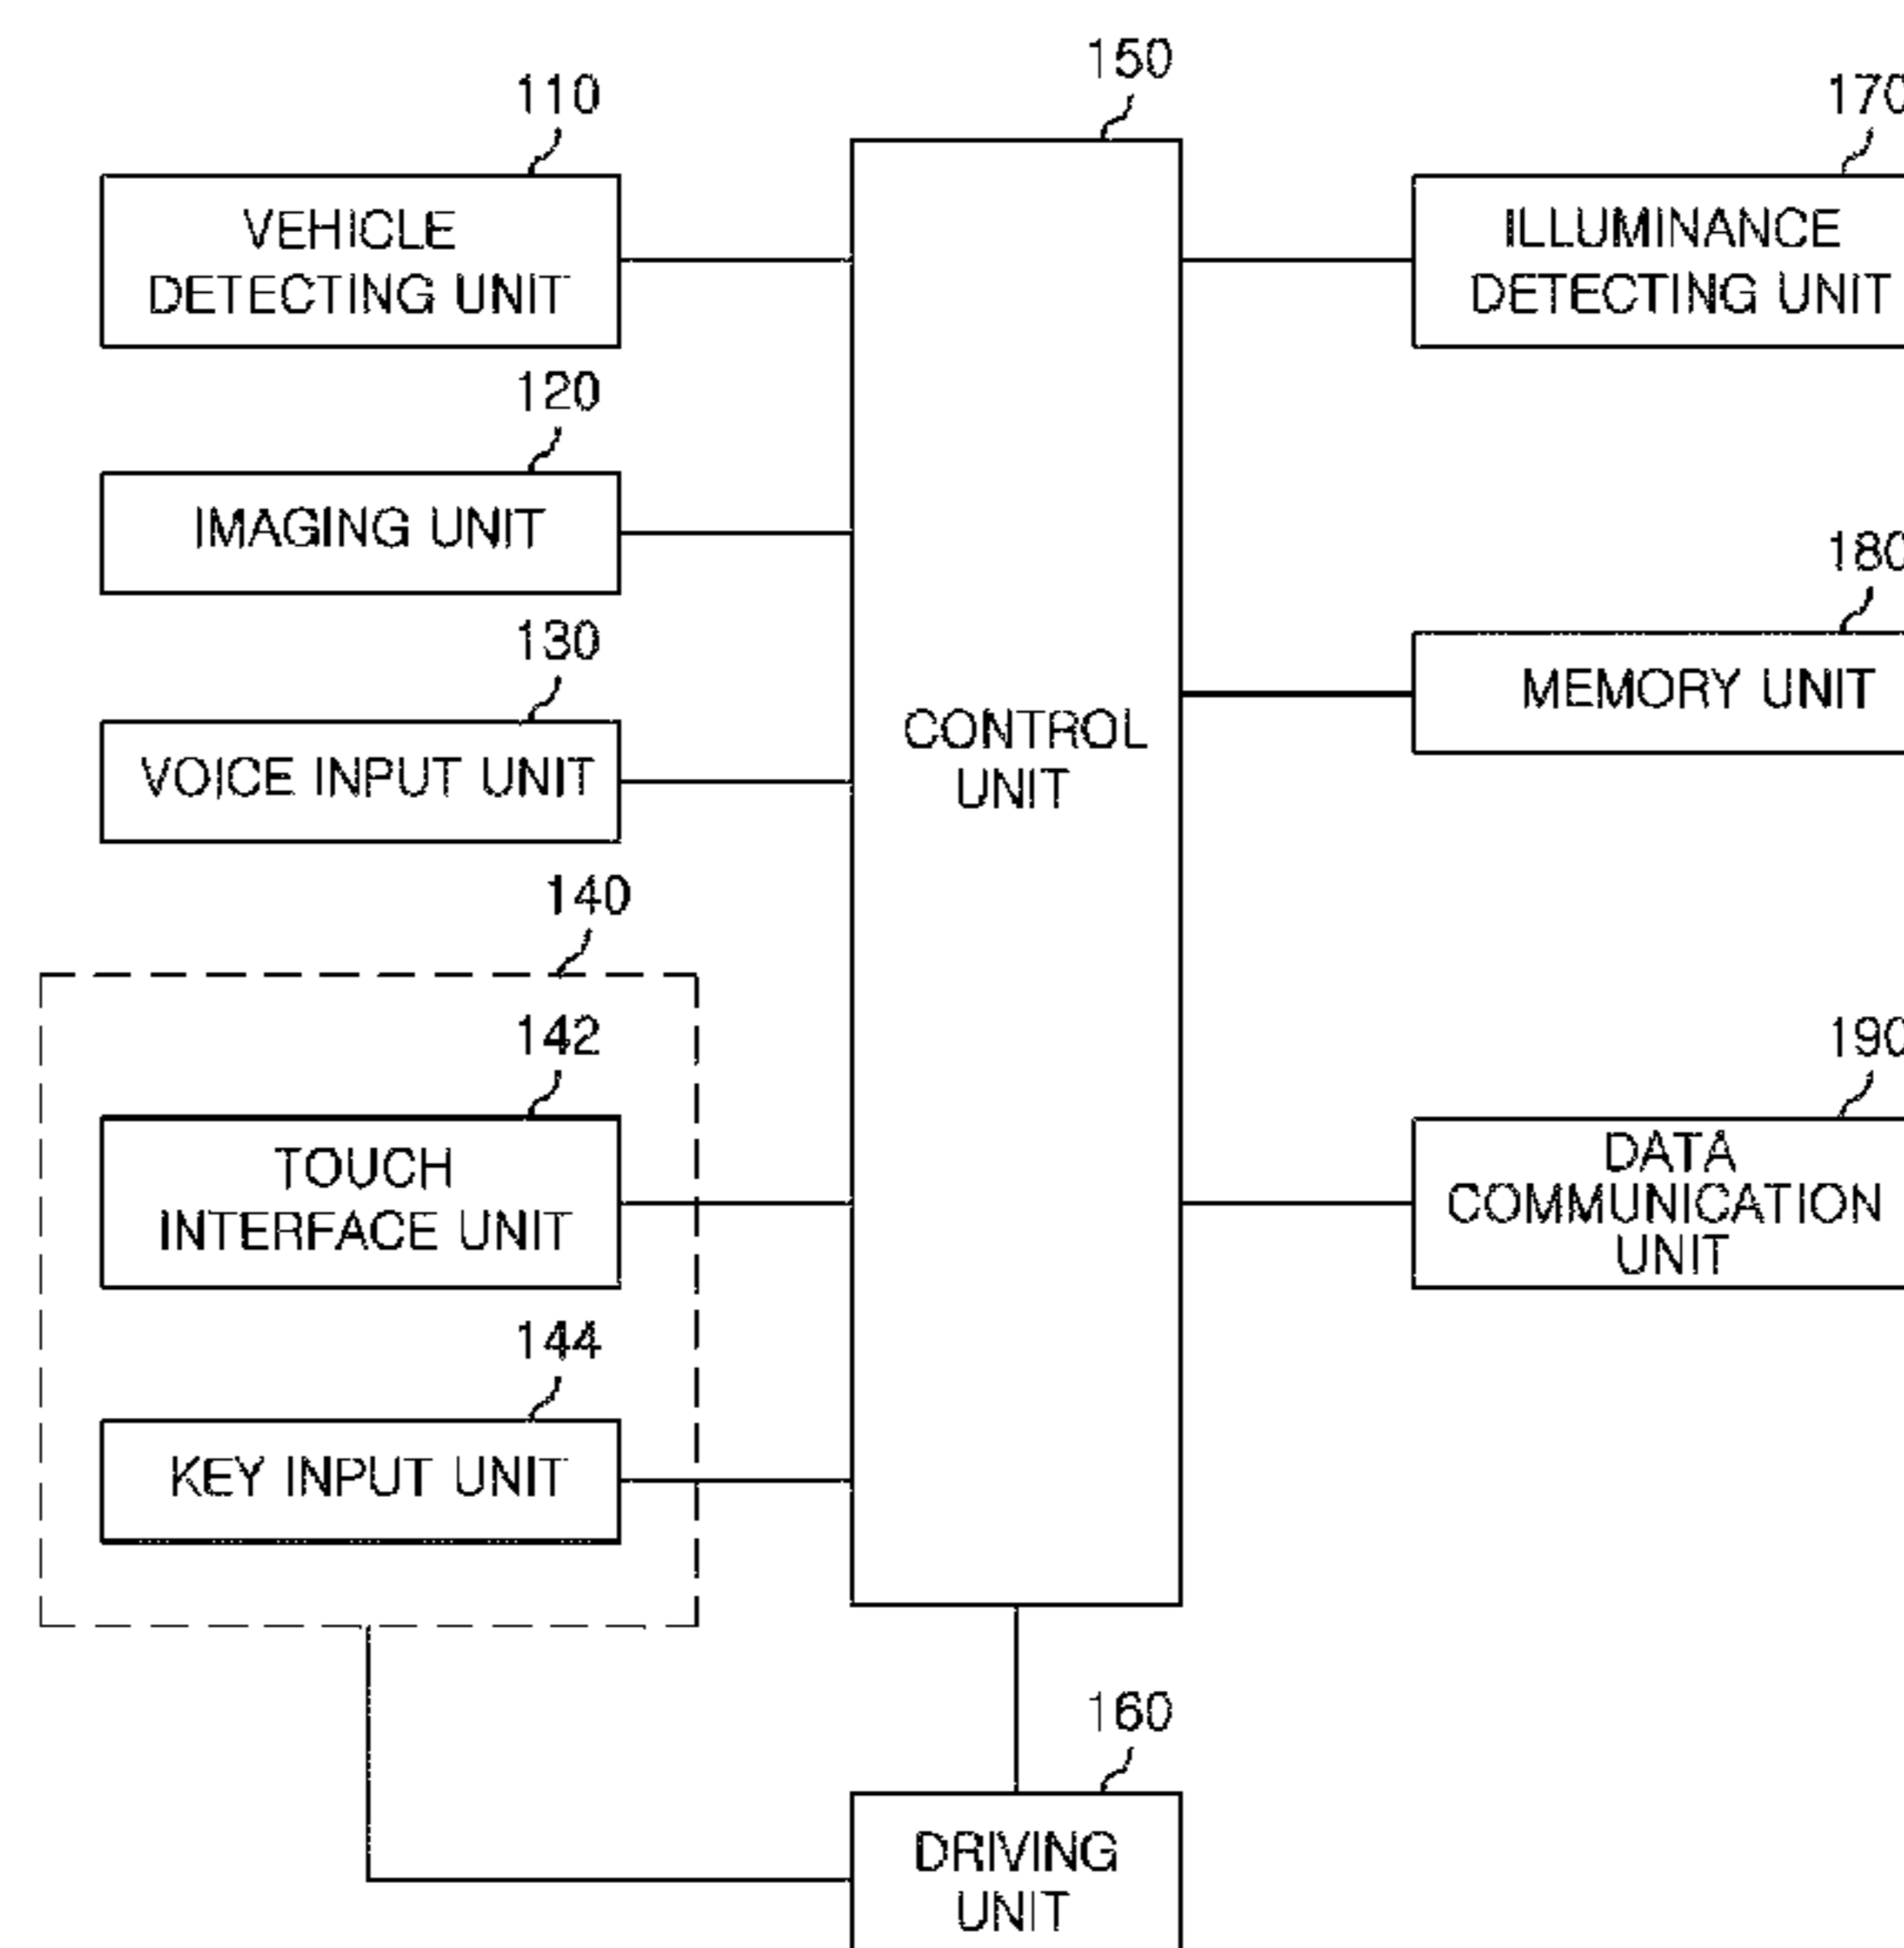 110
VEHICLE
DETECTING UNIT
120
IMAGING UNIT
130
VOICE INPUT UNIT
140
142
TOUCH
INTERFACE UNIT
144
KEY INPUT UNIT
150
CONTROL
UNIT
160
DRIVING
UNIT
170
ILLUMINANCE
DETECTING UNIT
180
MEMORY UNIT
190
DATA
COMMUNICATION
UNIT